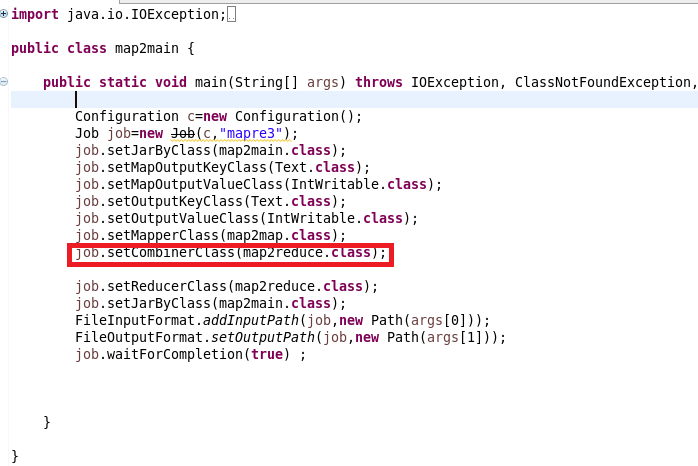 import java.io.IOException;
public class map2main {
public static void main(String[] args) throws IOException, ClassNotFoundException,
Configuration c=new Configuration();
Job job=new Job(c,"mapre3");
job.setJarByClass(map2main.class);
job.setMapOutputKeyClass(Text.class);
job.setMapOutputValueClass(IntWritable.class);
job.setOutputKeyClass(Text.class);
job.setOutputValueClass(IntWritable.class);
job.setMapperClass(map2map.class);
job.setCombinerClass(map2reduce.class);
job.setReducerClass(map2reduce.class);
job.setJarByClass(map2main.class);
FileInputFormat.addInputPath(job,new Path(args[0]));
FileOutputFormat.setOutputPath(job,new Path(args[1]));
job.waitForCompletion(true) ;
}
}